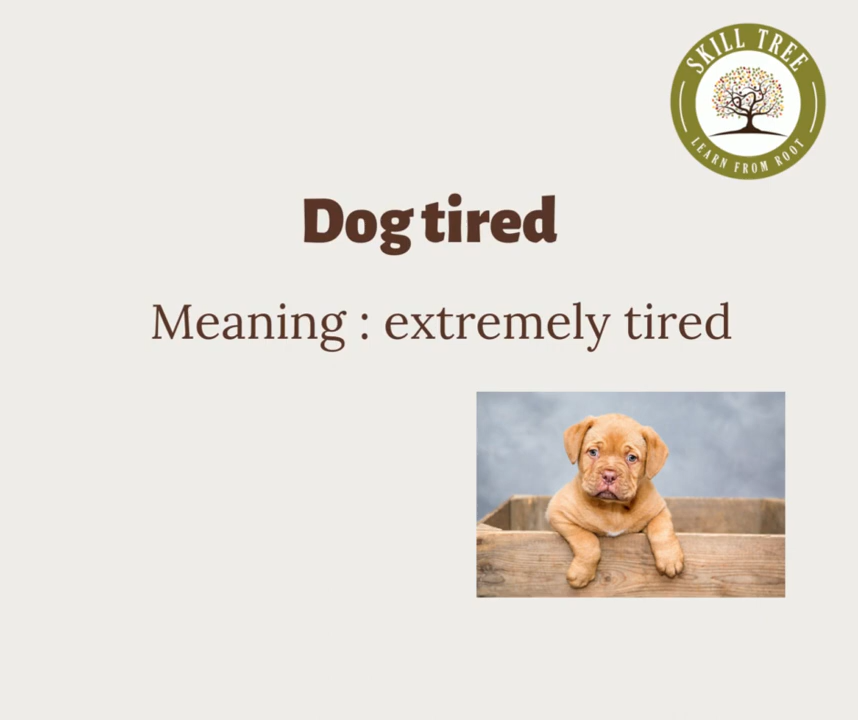 SKILL TREE
LEARN FROM ROOT
Dog tired
Meaning : extremely tired